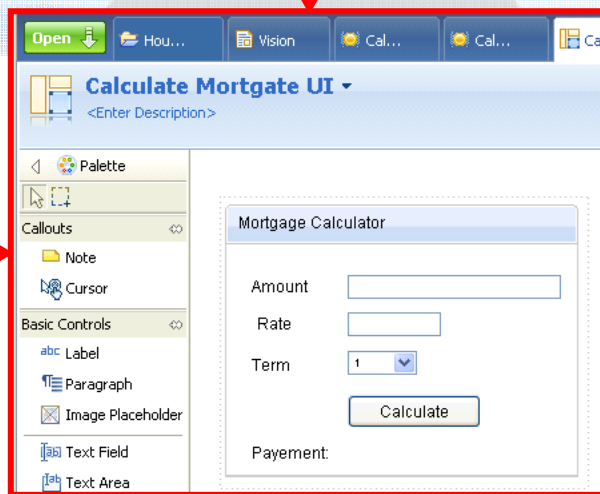 Open Hou... Vision Cal... Cal... Ca
Calculate Mortgate UI
<Enter Description>
Palette
Callouts
Note
Cursor
Basic Controls
abc Label
Paragraph
Image Placeholder
Text Field
Text Area
Mortgage Calculator
Amount
Rate
Term 1
Calculate
Payement: